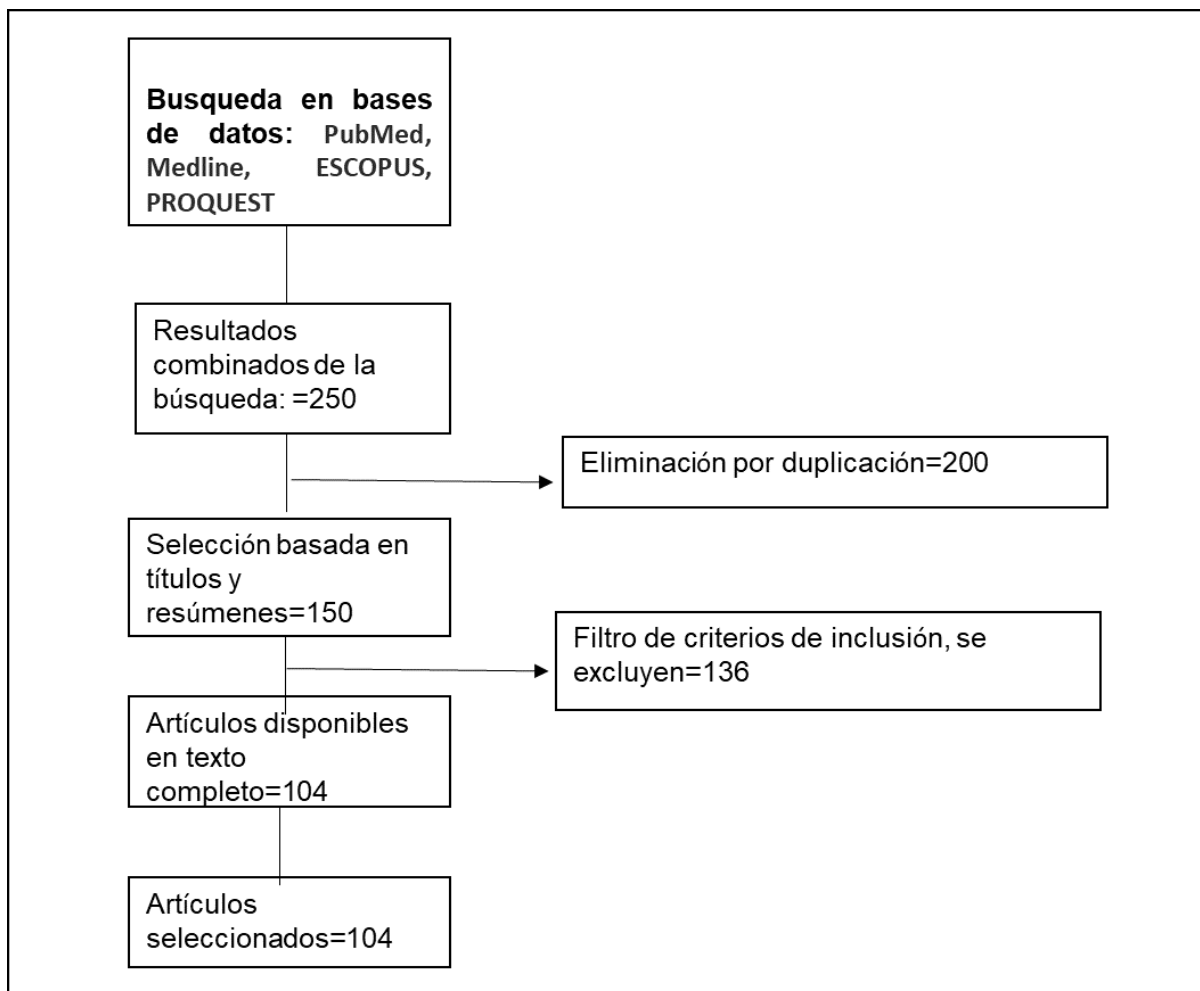 Busqueda en bases
de datos: PubMed,
Medline, ESCOPUS,
PROQUEST
Resultados
combinados de la
búsqueda: =250
Eliminación por duplicación=200
Selección basada en
títulos y
resúmenes=150
Filtro de criterios de inclusión, se
excluyen=136
Artículos disponibles
en texto
completo=104
Artículos
seleccionados=104